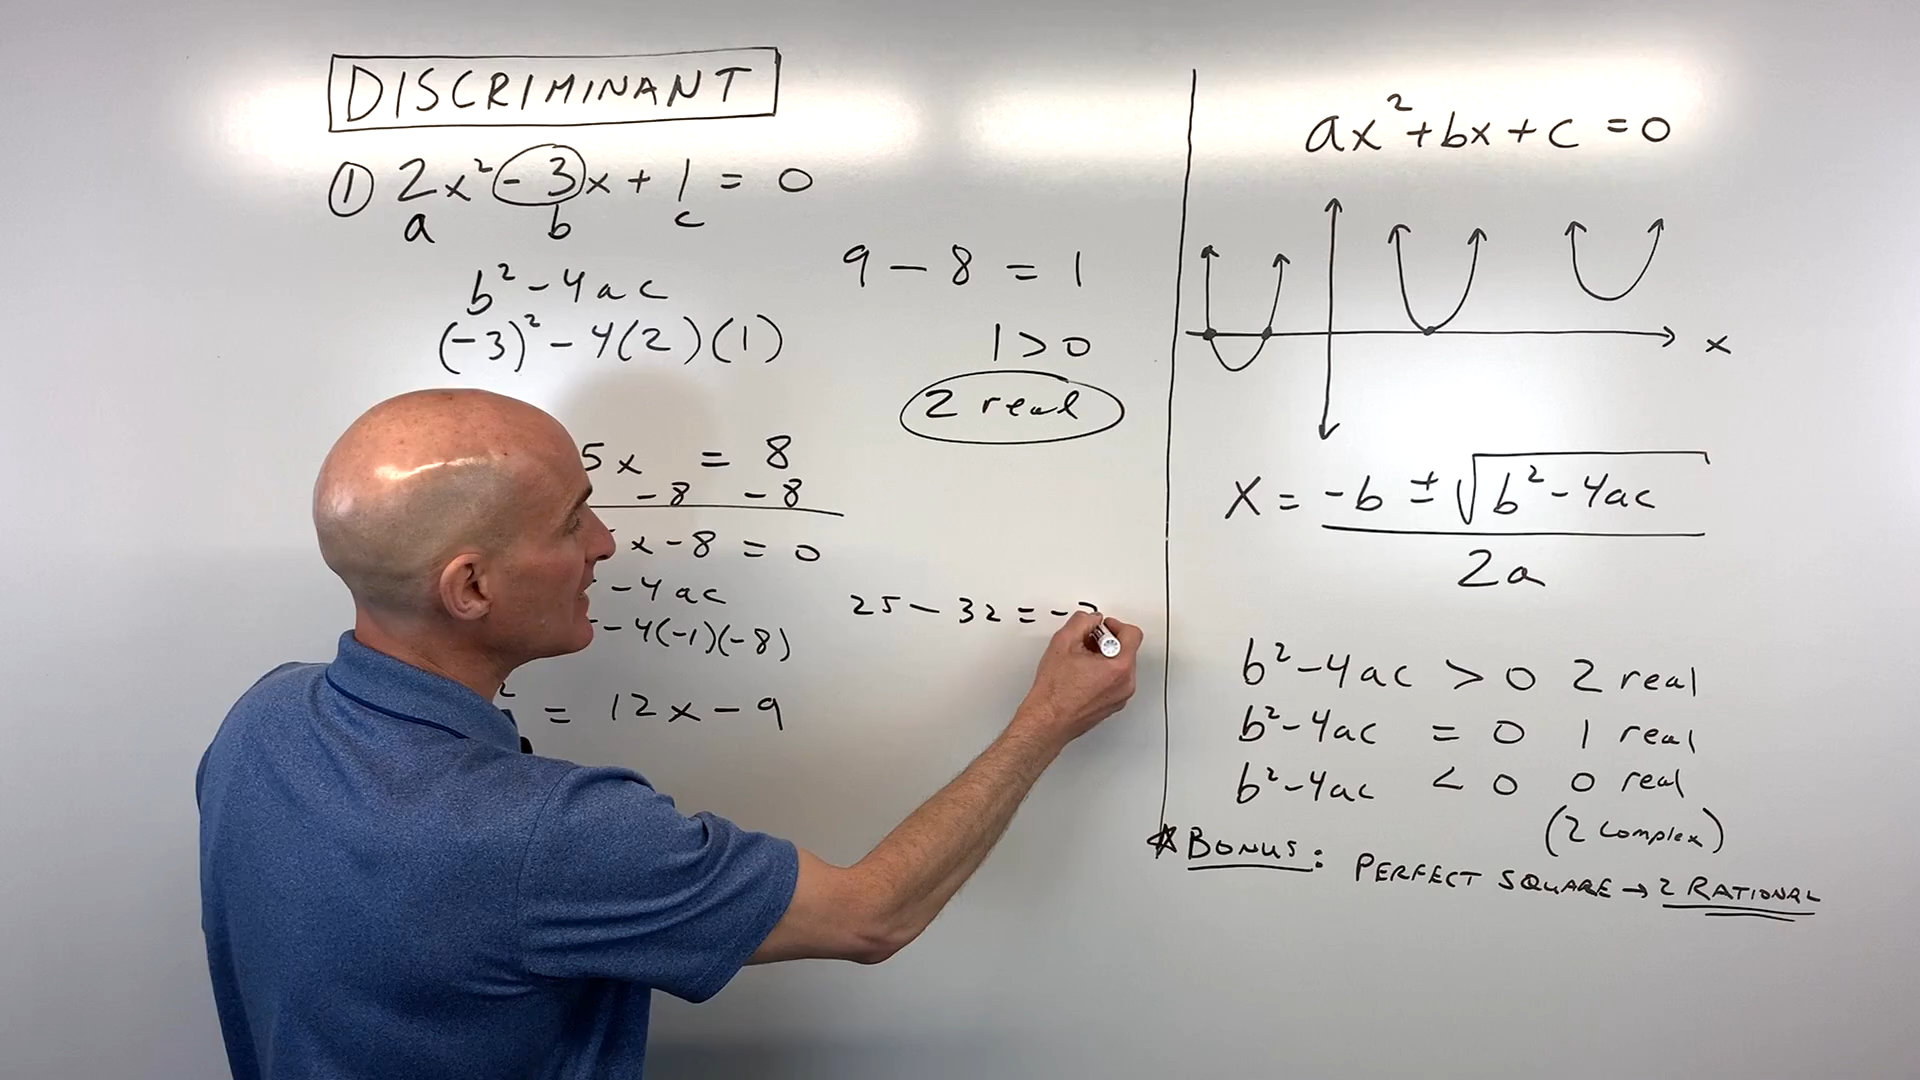 DISCRIMINANT
① 2x² - 3x + 1 = 0
a b c
b² - 4ac
(-3)² - 4(2)(1)
9 - 8 = 1
1 > 0
2 real
5x = 8
-8 -8
x - 8 = 0
- 4ac
- 4(-1)(-8)
25 - 32 = -
² = 12x - 9
ax² + bx + c = 0
x
X = -b ± √b² - 4ac
2a
b² - 4ac > 0 2 real
b² - 4ac = 0 1 real
b² - 4ac < 0 0 real
(2 complex)
☆ BONUS: PERFECT SQUARE → 2 RATIONAL